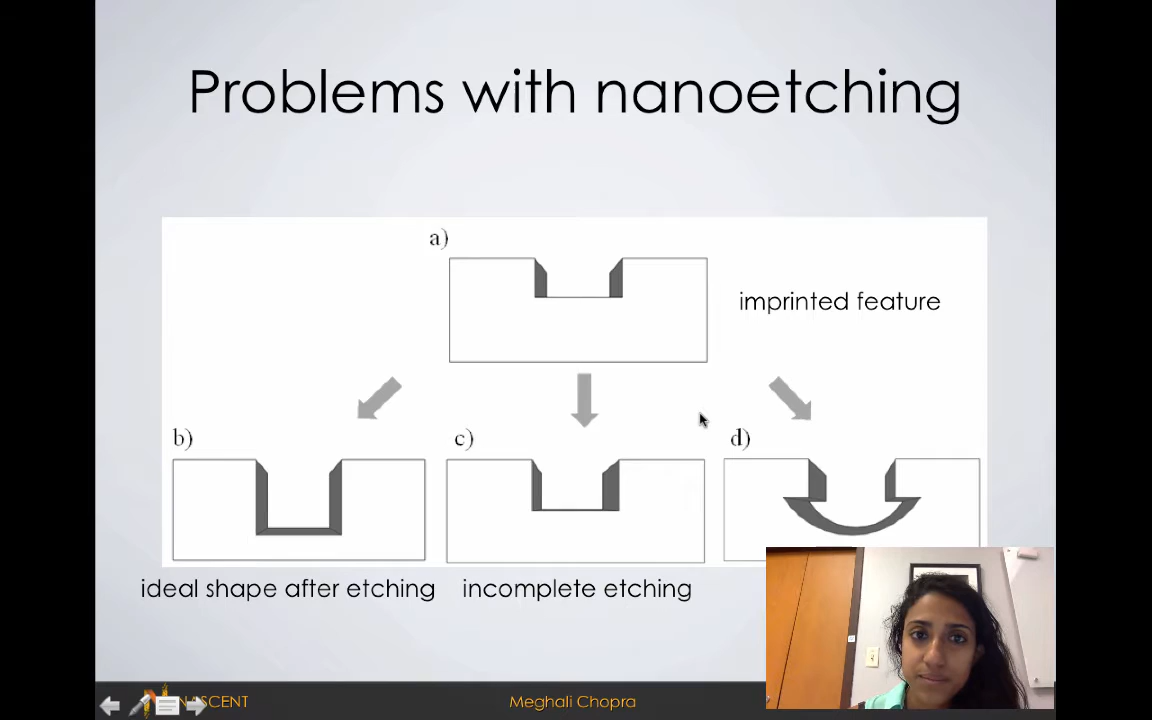 Problems with nanoetching
a)
imprinted feature
b)
c)
d)
ideal shape after etching
incomplete etching
Meghali Chopra